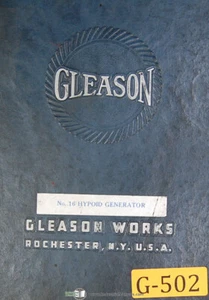 GLEASON
No. 16 HYPOID GENERATOR
GLEASON WORKS
ROCHESTER, N.Y. U.S.A.
G-502